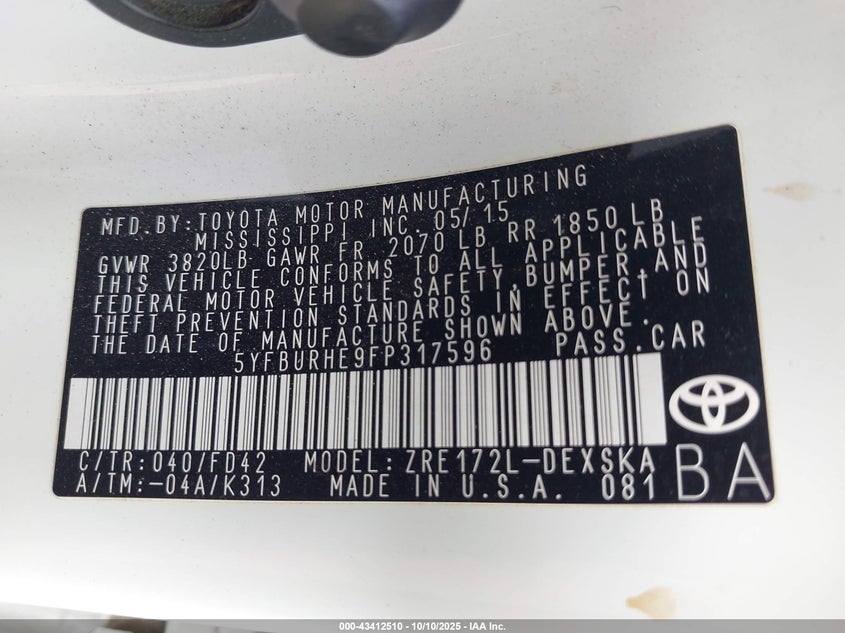 MFD.BY:TOYOTA MOTOR MANUFACTURING
MISSISSIPPI INC. 05/15
GVWR 3820LB GAWR FR 2070 LB RR 1850 LB
THIS VEHICLE CONFORMS TO ALL APPLICABLE
FEDERAL MOTOR VEHICLE SAFETY,BUMPER,AND
THEFT PREVENTION STANDARDS IN EFFECT ON
THE DATE OF MANUFACTURE SHOWN ABOVE.
5YFBURHE9FP317596 PASS.CAR
C/TR:040/FD42 MODEL:ZRE172L-DEXSKA
A/TM:-04A/K313 MADE IN U.S.A. 081
BA
000-43412510 - 10/10/2025 - IAA Inc.